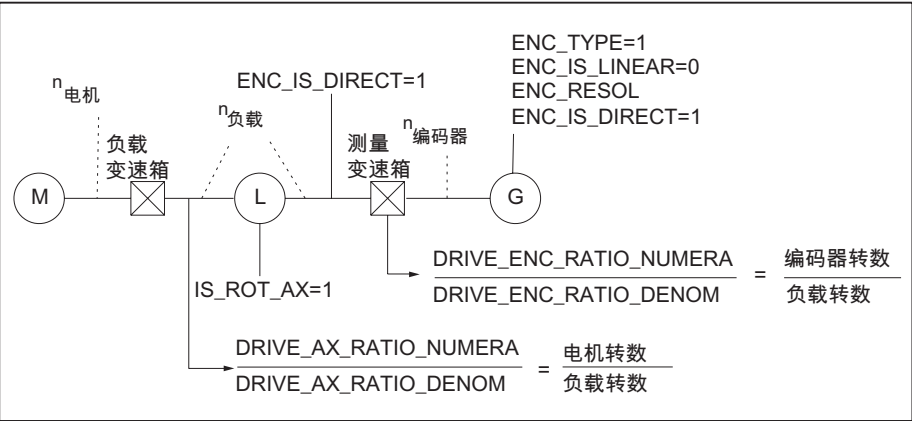 ENC_TYPE=1
ENC_IS_LINEAR=0
ENC_RESOL
ENC_IS_DIRECT=1
ENC_IS_DIRECT=1
n电机
n负载
n编码器
负载
变速箱
测量
变速箱
M
L
G
IS_ROT_AX=1
DRIVE_ENC_RATIO_NUMERA
DRIVE_ENC_RATIO_DENOM
=
编码器转数
负载转数
DRIVE_AX_RATIO_NUMERA
DRIVE_AX_RATIO_DENOM
=
电机转数
负载转数